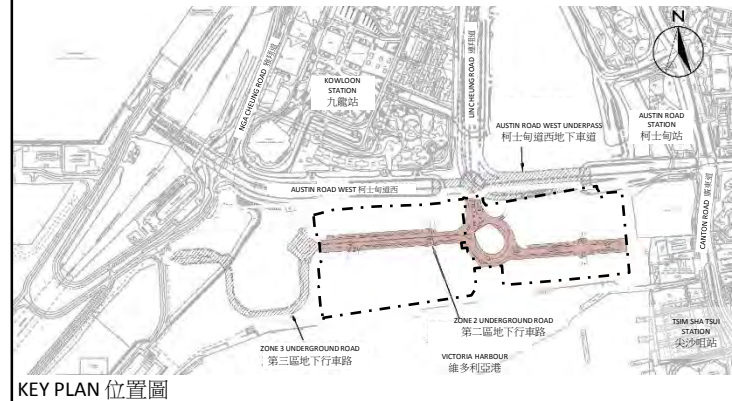 N
NGA CHEUNG ROAD 雅翔道
KOWLOON
STATION
九龍站
LIN CHEUNG ROAD 連翔道
AUSTIN ROAD WEST UNDERPASS
柯士甸道西地下車道
AUSTIN ROAD
STATION
柯士甸站
AUSTIN ROAD WEST 柯士甸道西
CANTON ROAD 廣東道
ZONE 2 UNDERGROUND ROAD
第二區地下行車路
ZONE 3 UNDERGROUND ROAD
第三區地下行車路
VICTORIA HARBOUR
維多利亞港
TSIM SHA TSUI
STATION
尖沙咀站
KEY PLAN 位置圖